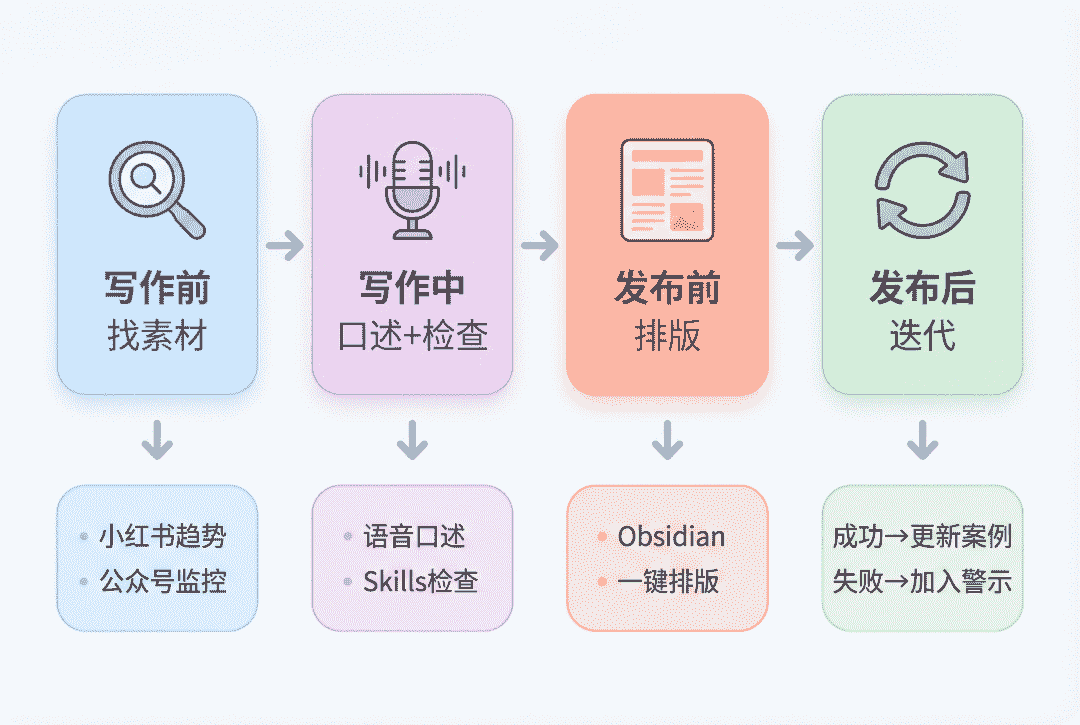 写作前
找素材
写作中
口述+检查
发布前
排版
发布后
迭代
小红书趋势
公众号监控
语音口述
Skills检查
Obsidian
一键排版
成功→更新案例
失败→加入警示